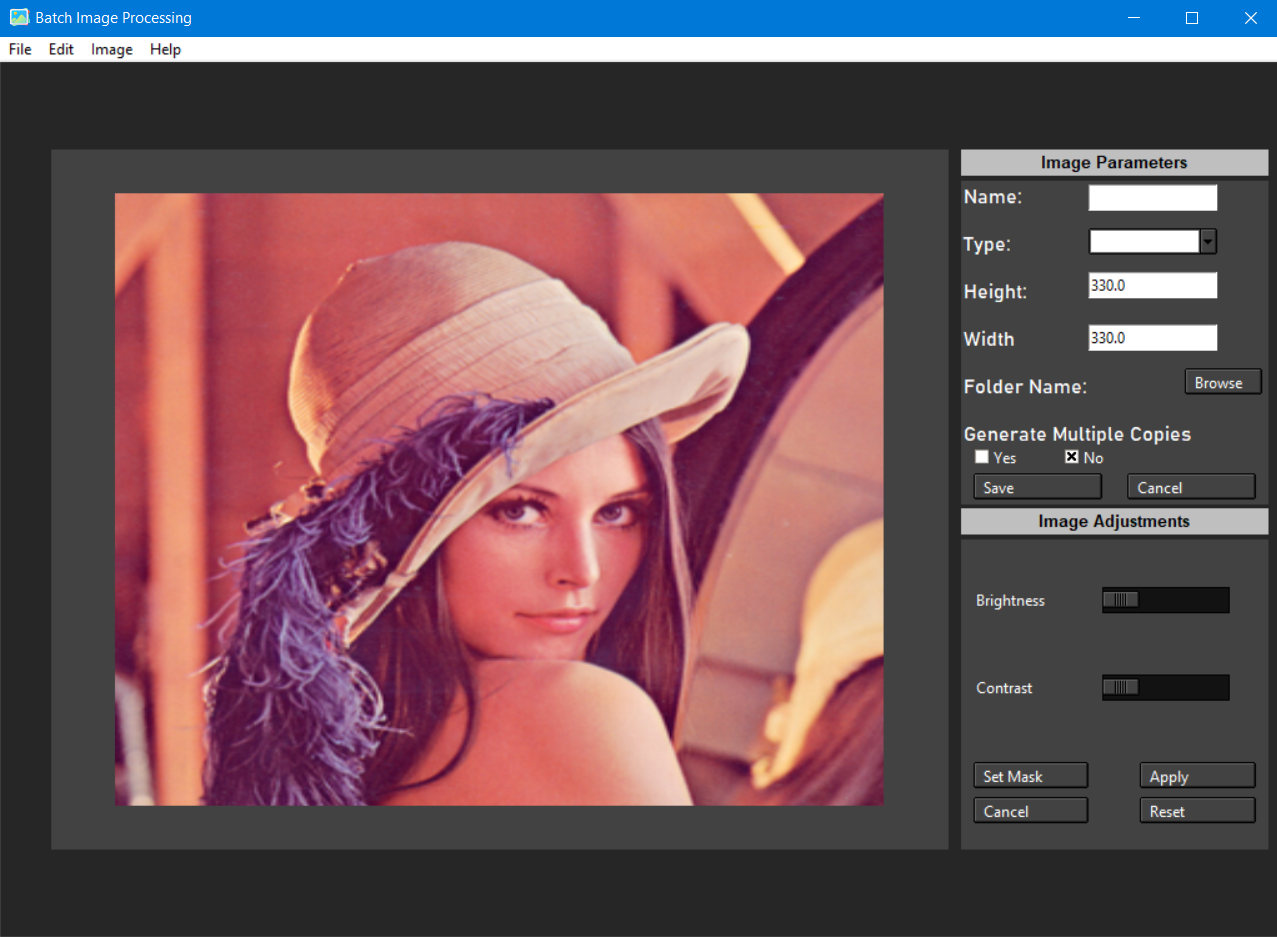 Batch Image Processing
File Edit Image Help
Image Parameters
Name:
Type:
Height: 330.0
Width 330.0
Folder Name: Browse
Generate Multiple Copies
Yes No
Save Cancel
Image Adjustments
Brightness
Contrast
Set Mask Apply
Cancel Reset